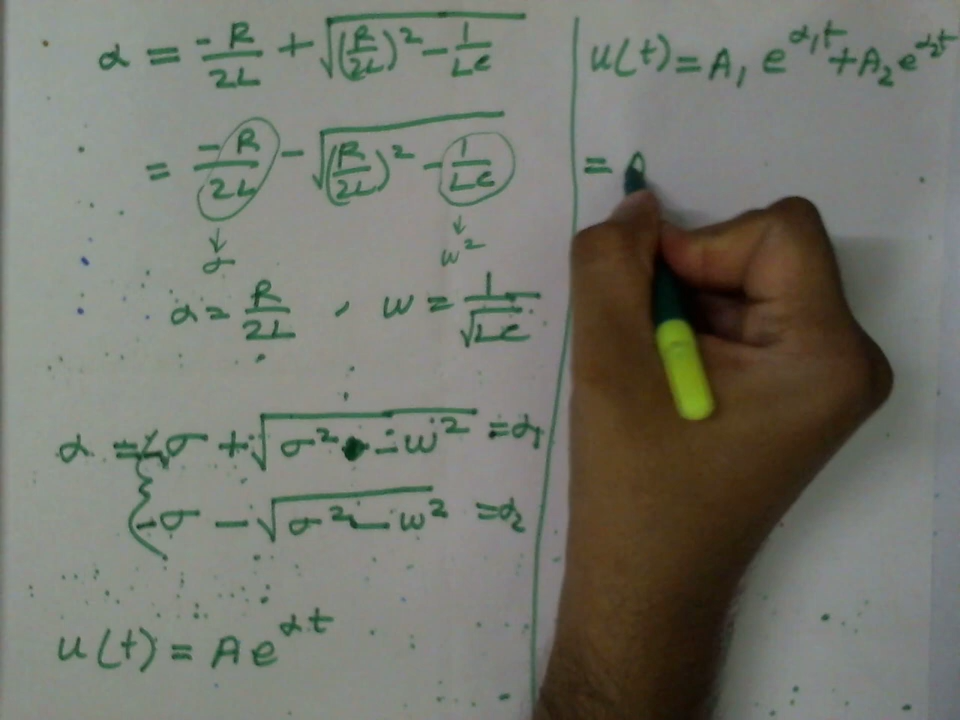 α = -R/2L + √((R/2L)² - 1/LC)
= -R/2L - √((R/2L)² - 1/LC)
↓ ↓
σ w²
α = R/2L , w = 1/√LC
α = -σ + √(σ² - w²) = α₁
-σ - √(σ² - w²) = α₂
u(t) = A e^αt
u(t) = A₁ e^α₁t + A₂ e^α₂t
= A